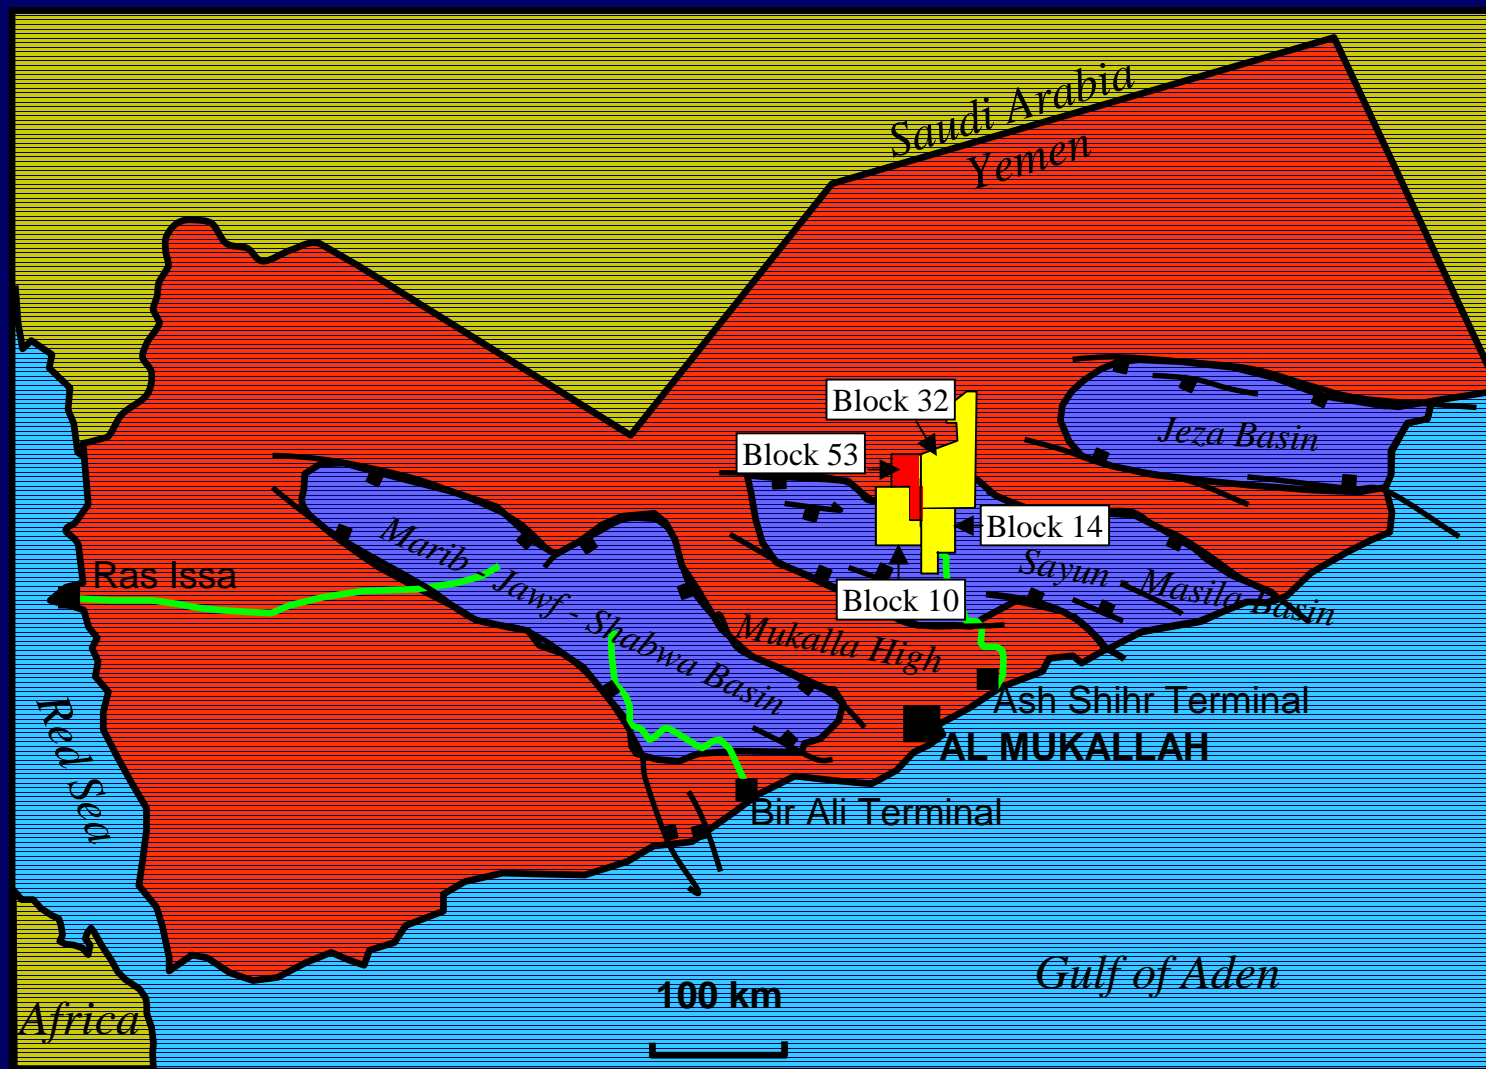 Saudi Arabia
Yemen
Block 32
Jeza Basin
Block 53
Block 14
Marib - Jawf - Shabwa Basin
Sayun - Masila Basin
Ras Issa
Block 10
Mukalla High
Ash Shihr Terminal
AL MUKALLAH
Red Sea
Bir Ali Terminal
Gulf of Aden
100 km
Africa